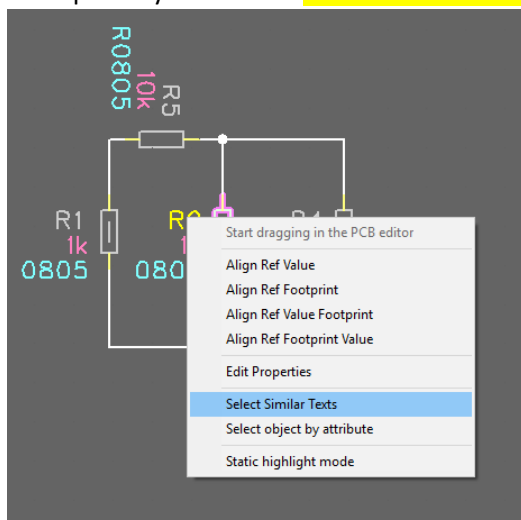 R0805
10k
R5
R1
1k
0805
080
Start dragging in the PCB editor
Align Ref Value
Align Ref Footprint
Align Ref Value Footprint
Align Ref Footprint Value
Edit Properties
Select Similar Texts
Select object by attribute
Static highlight mode